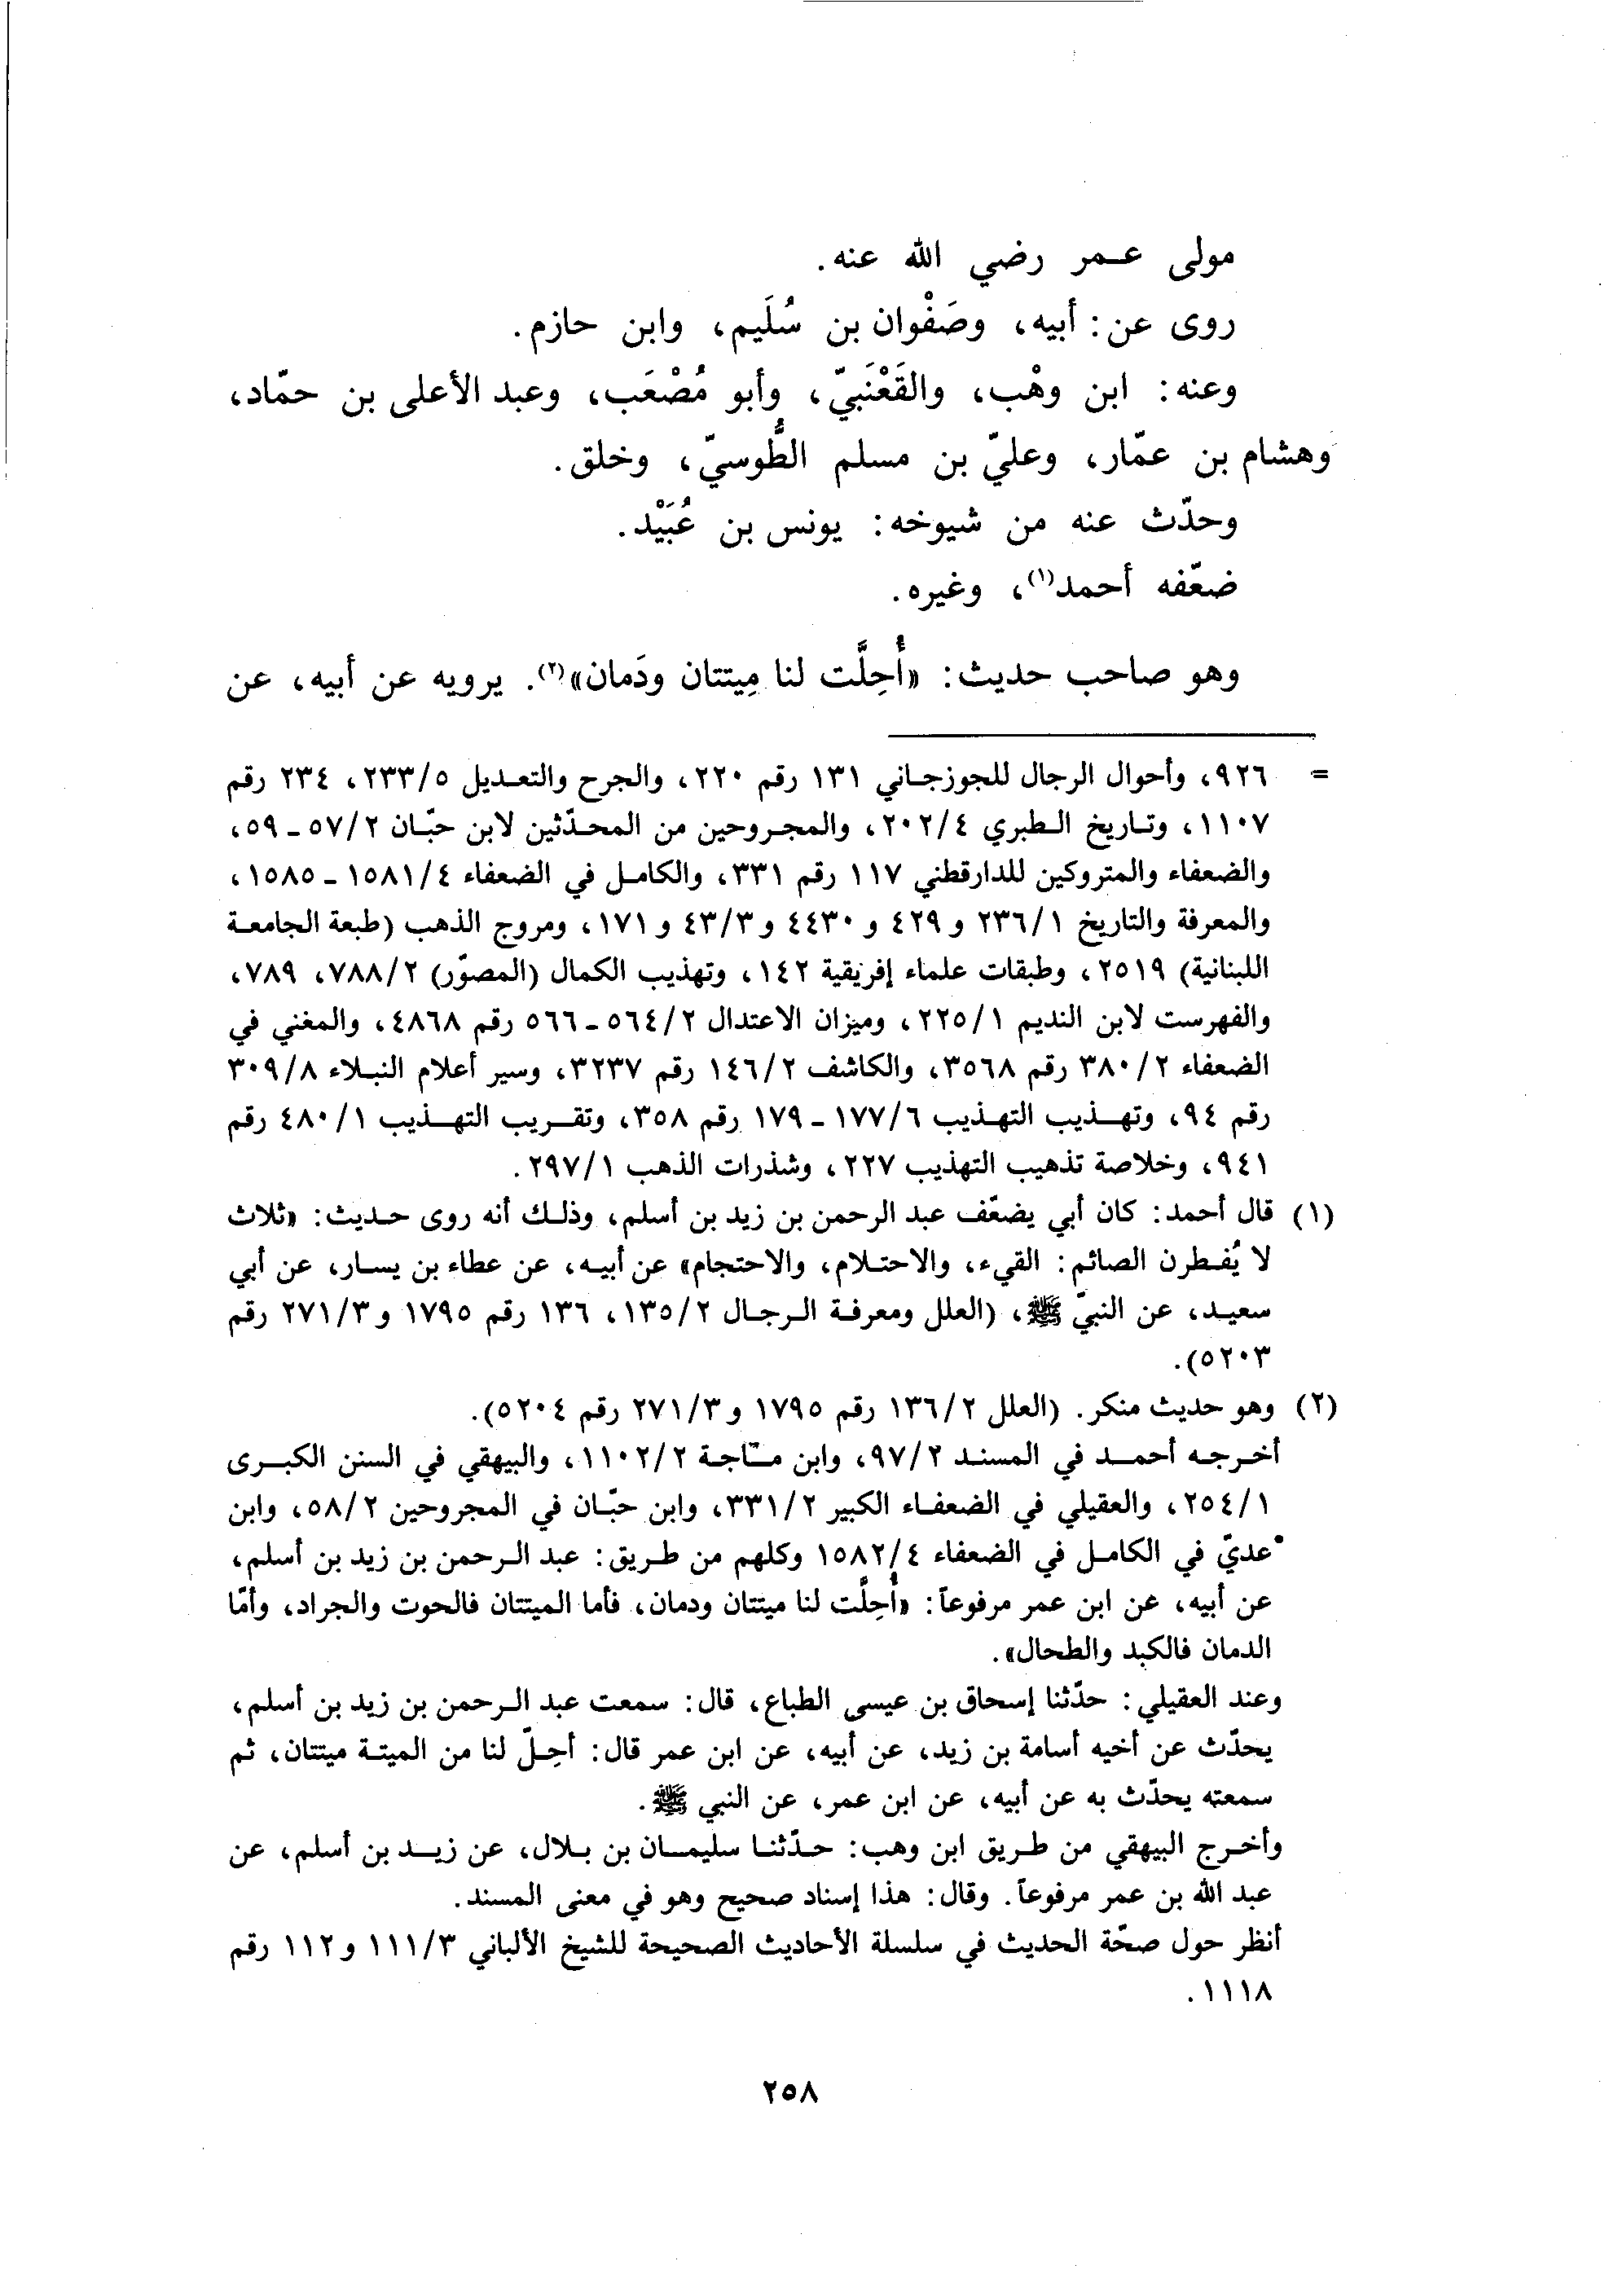 مولى عمر رضي الله عنه.
روى عن: أبيه، وصَفْوان بن سُلَيم، وابن حازم.
وعنه: ابن وهْب، والقَعْنَبيّ، وأبو مُصْعَب، وعبد الأعلى بن حمّاد،
وهشام بن عمّار، وعليّ بن مسلم الطُّوسيّ، وخلق.
وحدّث عنه من شيوخه: يونس بن عُبَيْد.
ضعّفه أحمد(١)، وغيره.
وهو صاحب حديث: «أُحِلَّت لنا مِيتتان ودَمان»(٢). يرويه عن أبيه، عن
= ٩٢٦، وأحوال الرجال للجوزجاني ١٣١ رقم ٢٢٠، والجرح والتعديل ٢٣٣/٥، ٢٣٤ رقم
١١٠٧، وتاريخ الطبري ٢٠٢/٤، والمجروحين من المحدّثين لابن حبّان ٥٧/٢ - ٥٩،
والضعفاء والمتروكين للدارقطني ١١٧ رقم ٣٣١، والكامل في الضعفاء ١٥٨١/٤ - ١٥٨٥،
والمعرفة والتاريخ ٢٣٦/١ و ٤٢٩ و ٤٤٣٠ و ٤٣/٣ و ١٧١، ومروج الذهب (طبعة الجامعة
اللبنانية) ٢٥١٩، وطبقات علماء إفريقية ١٤٢، وتهذيب الكمال (المصوّر) ٧٨٨/٢، ٧٨٩،
والفهرست لابن النديم ٢٢٥/١، وميزان الاعتدال ٥٦٤/٢ - ٥٦٦ رقم ٤٨٦٨، والمغني في
الضعفاء ٣٨٠/٢ رقم ٣٥٦٨، والكاشف ١٤٦/٢ رقم ٣٢٣٧، وسير أعلام النبلاء ٣٠٩/٨
رقم ٩٤، وتهذيب التهذيب ١٧٧/٦ - ١٧٩ رقم ٣٥٨، وتقريب التهذيب ٤٨٠/١ رقم
٩٤١، وخلاصة تذهيب التهذيب ٢٢٧، وشذرات الذهب ٢٩٧/١.
(١) قال أحمد: كان أبي يضعّف عبد الرحمن بن زيد بن أسلم، وذلك أنه روى حديث: «ثلاث
لا يُفطرن الصائم: القيء، والاحتلام، والاحتجام» عن أبيه، عن عطاء بن يسار، عن أبي
سعيد، عن النبيّ ﷺ، (العلل ومعرفة الرجال ١٣٥/٢، ١٣٦ رقم ١٧٩٥ و ٢٧١/٣ رقم
٥٢٠٣).
(٢) وهو حديث منكر. (العلل ١٣٦/٢ رقم ١٧٩٥ و ٢٧١/٣ رقم ٥٢٠٤).
أخرجه أحمد في المسند ٩٧/٢، وابن ماجة ١١٠٢/٢، والبيهقي في السنن الكبرى
٢٥٤/١، والعقيلي في الضعفاء الكبير ٣٣١/٢، وابن حبّان في المجروحين ٥٨/٢، وابن
عديّ في الكامل في الضعفاء ١٥٨٢/٤ وكلهم من طريق: عبد الرحمن بن زيد بن أسلم،
عن أبيه، عن ابن عمر مرفوعاً: «أُحِلَّت لنا ميتتان ودمان، فأما الميتتان فالحوت والجراد، وأمّا
الدمان فالكبد والطحال».
وعند العقيلي: حدّثنا إسحاق بن عيسى الطباع، قال: سمعت عبد الرحمن بن زيد بن أسلم،
يحدّث عن أخيه أسامة بن زيد، عن أبيه، عن ابن عمر قال: أحِلّ لنا من الميتة ميتتان، ثم
سمعته يحدّث به عن أبيه، عن ابن عمر، عن النبي ﷺ.
وأخرج البيهقي من طريق ابن وهب: حدّثنا سليمان بن بلال، عن زيد بن أسلم، عن
عبد الله بن عمر مرفوعاً. وقال: هذا إسناد صحيح وهو في معنى المسند.
أنظر حول صحّة الحديث في سلسلة الأحاديث الصحيحة للشيخ الألباني ١١١/٣ و ١١٢ رقم
١١١٨.
٢٥٨